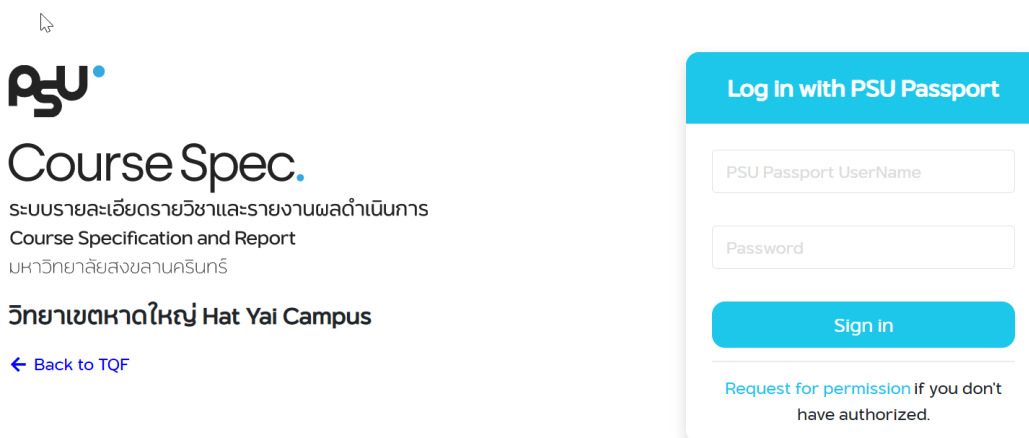 PSU
Course Spec.
ระบบรายละเอียดรายวิชาและรายงานผลดำเนินการ
Course Specification and Report
มหาวิทยาลัยสงขลานครินทร์
วิทยาเขตหาดใหญ่ Hat Yai Campus
← Back to TQF
Log in with PSU Passport
PSU Passport UserName
Password
Sign in
Request for permission if you don't
have authorized.